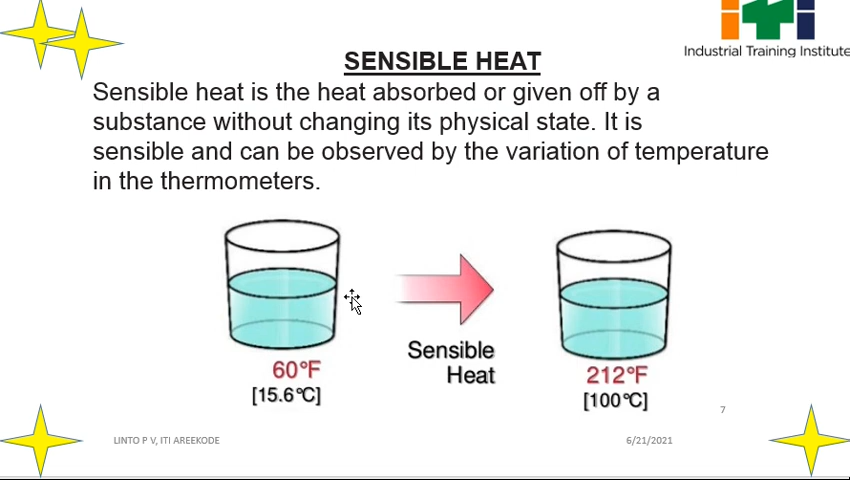 Industrial Training Institute
SENSIBLE HEAT
Sensible heat is the heat absorbed or given off by a
substance without changing its physical state. It is
sensible and can be observed by the variation of temperature
in the thermometers.
Sensible
Heat
60°F
[15.6°C]
212°F
[100°C]
7
LINTO P V, ITI AREEKODE
6/21/2021